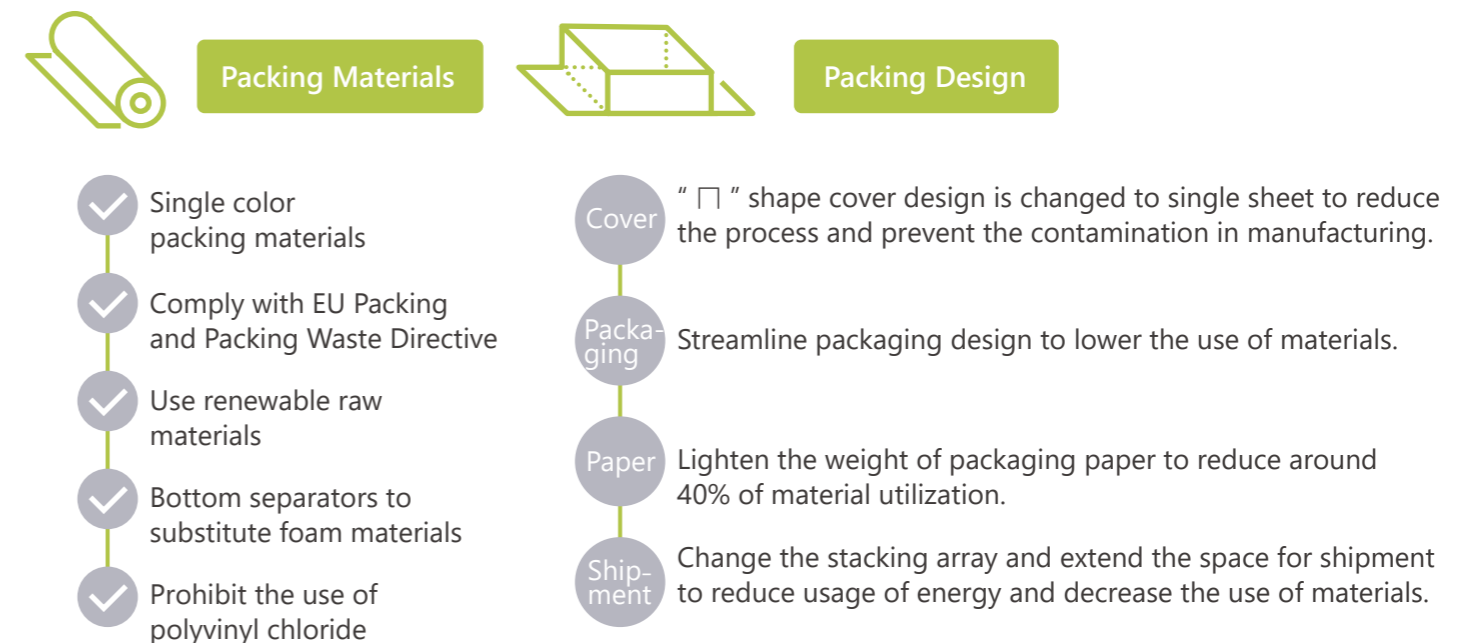 Packing Materials
Single color
packing materials
Comply with EU Packing
and Packing Waste Directive
Use renewable raw
materials
Bottom separators to
substitute foam materials
Prohibit the use of
polyvinyl chloride
Packing Design
Cover
“ ㄇ ” shape cover design is changed to single sheet to reduce
the process and prevent the contamination in manufacturing.
Packa-
ging
Streamline packaging design to lower the use of materials.
Paper
Lighten the weight of packaging paper to reduce around
40% of material utilization.
Ship-
ment
Change the stacking array and extend the space for shipment
to reduce usage of energy and decrease the use of materials.